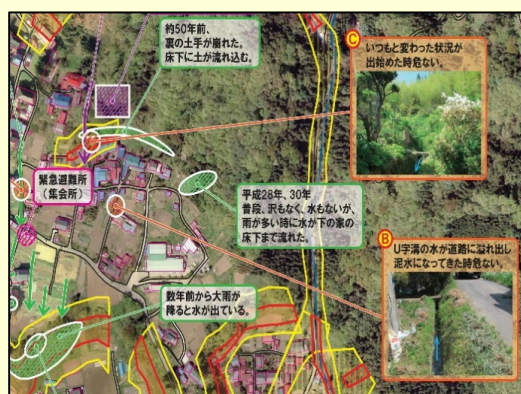 約50年前、
裏の土手が崩れた。
床下に土が流れ込む。
C
いつもと変わった状況が
出始めた時危ない。
緊急避難所
(集会所)
平成28年、30年
普段、沢もなく、水もないが、
雨が多い時に水が下の家の
床下まで流れた。
B
U字溝の水が道路に溢れ出し
泥水になってきた時危ない。
数年前から大雨が
降ると水が出ている。